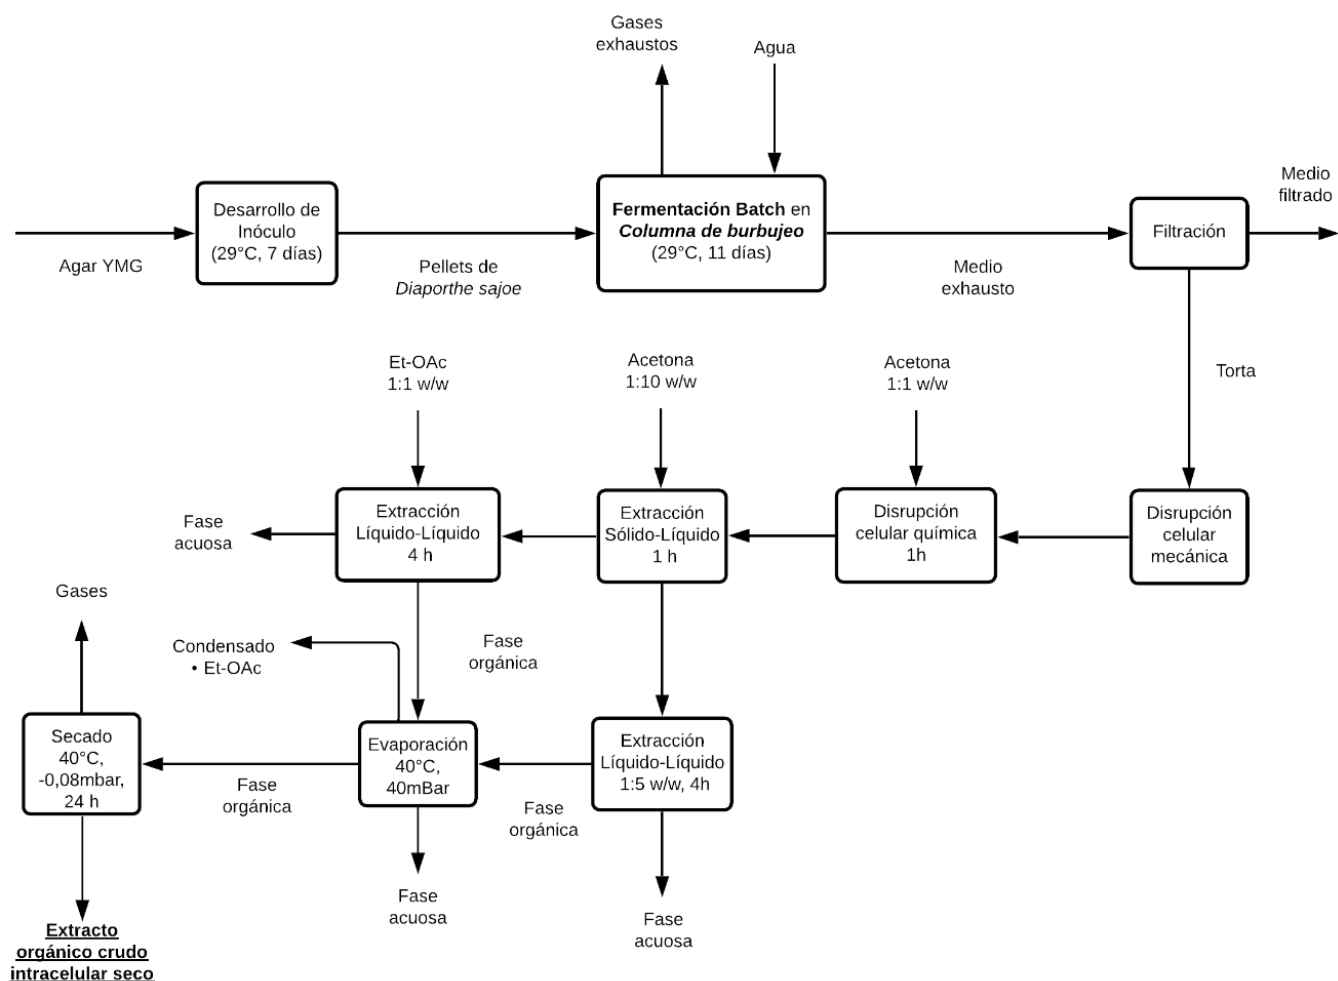 Gases
exhaustos
Agua
Desarrollo de
Inóculo
(29°C, 7 días)
Fermentación Batch en
Columna de burbujeo
(29°C, 11 días)
Filtración
Medio
filtrado
Agar YMG
Pellets de
Diaporthe sajoe
Medio
exhausto
Et-OAc
1:1 w/w
Acetona
1:10 w/w
Acetona
1:1 w/w
Torta
Fase
acuosa
Extracción
Líquido-Líquido
4 h
Extracción
Sólido-Líquido
1 h
Disrupción
celular química
1h
Disrupción
celular
mecánica
Gases
Condensado
• Et-OAc
Fase
orgánica
Secado
40°C,
-0,08mbar,
24 h
Fase
orgánica
Evaporación
40°C,
40mBar
Fase
orgánica
Extracción
Líquido-Líquido
1:5 w/w, 4h
Fase
acuosa
Fase
acuosa
Extracto
orgánico crudo
intracelular seco